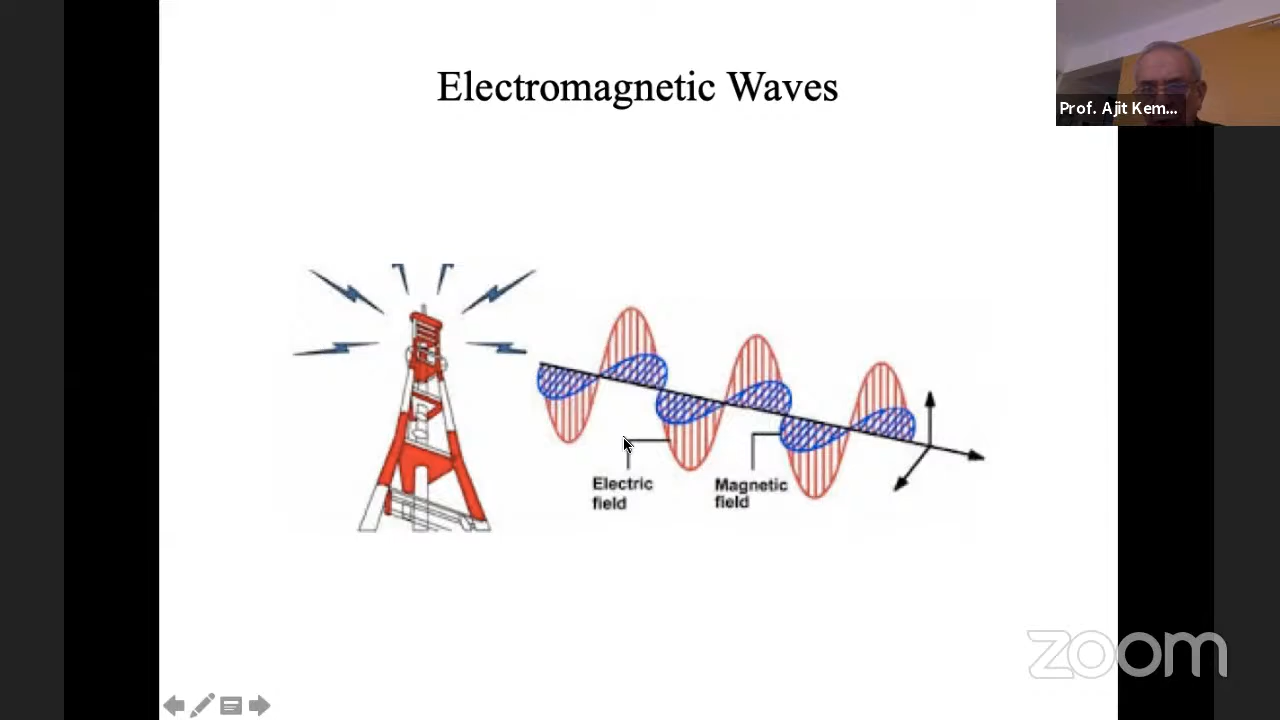 Electromagnetic Waves
Prof. Ajit Kem...
Electric
field
Magnetic
field
zoom